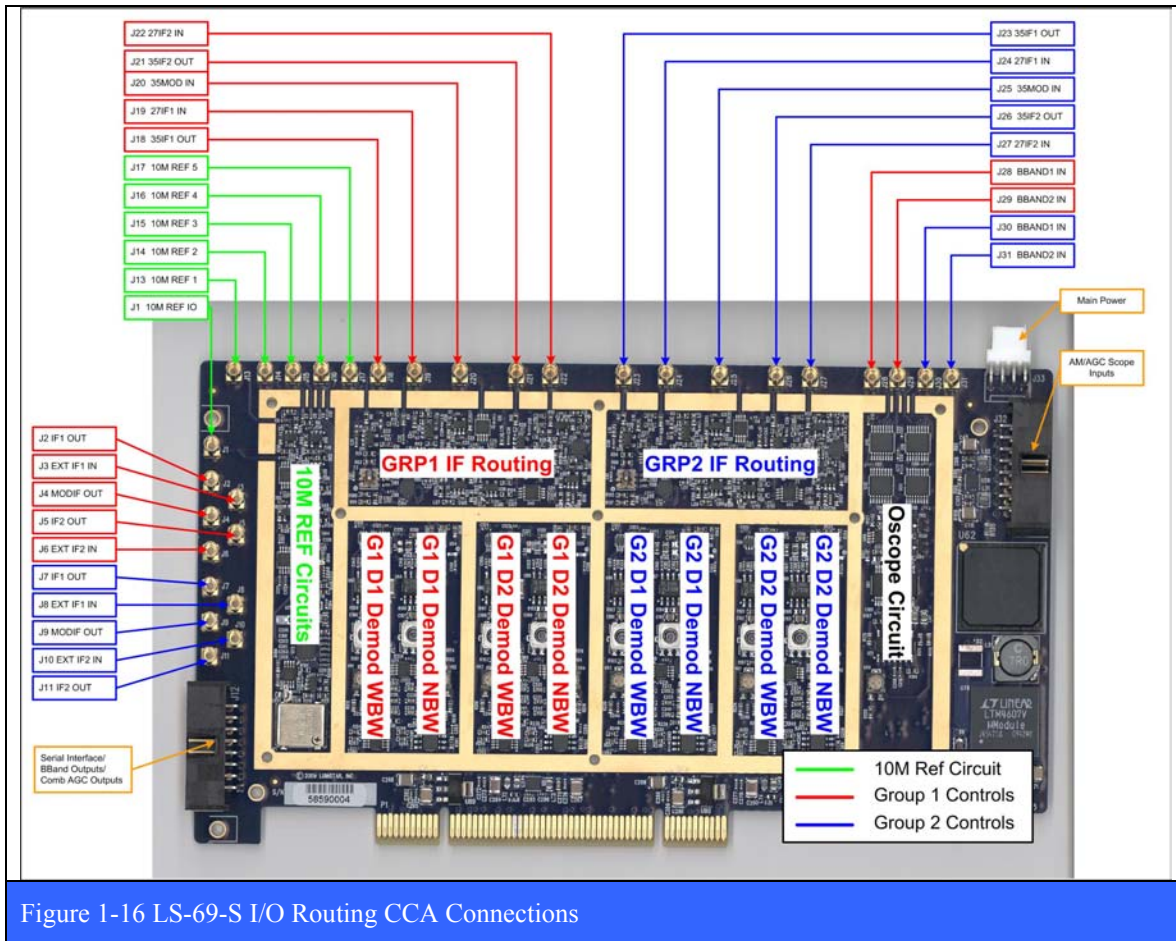 J22 27IF2 IN
J21 35IF2 OUT
J20 35MOD IN
J19 27IF1 IN
J18 35IF1 OUT
J17 10M REF 5
J16 10M REF 4
J15 10M REF 3
J14 10M REF 2
J13 10M REF 1
J1 10M REF IO
J23 35IF1 OUT
J24 27IF1 IN
J25 35MOD IN
J26 35IF2 OUT
J27 27IF2 IN
J28 BBAND1 IN
J29 BBAND2 IN
J30 BBAND1 IN
J31 BBAND2 IN
Main Power
AM/AGC Scope
Inputs
J33
J32
J2 IF1 OUT
J3 EXT IF1 IN
J4 MODIF OUT
J5 IF2 OUT
J6 EXT IF2 IN
J7 IF1 OUT
J8 EXT IF1 IN
J9 MODIF OUT
J10 EXT IF2 IN
J11 IF2 OUT
Serial Interface/
BBand Outputs/
Comb AGC Outputs
J12
10M REF Circuits
GRP1 IF Routing
GRP2 IF Routing
G1 D1 Demod WBW
G1 D1 Demod NBW
G1 D2 Demod WBW
G1 D2 Demod NBW
G2 D1 Demod WBW
G2 D1 Demod NBW
G2 D2 Demod WBW
G2 D2 Demod NBW
Oscope Circuit
U62
LINEAR
LTM4607V
µModule
S/N
58590004
P1
10M Ref Circuit
Group 1 Controls
Group 2 Controls
Figure 1-16 LS-69-S I/O Routing CCA Connections